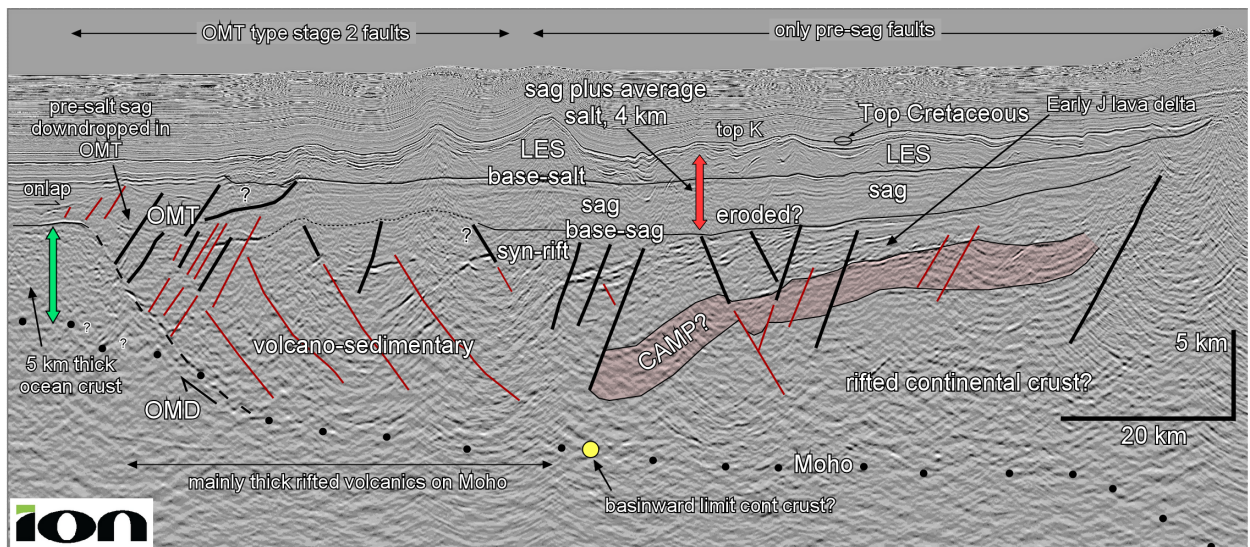 OMT type stage 2 faults
only pre-sag faults
pre-salt sag
downdropped in
OMT
sag plus average
salt, 4 km
top K
Top Cretaceous
Early J lava delta
LES
LES
base-salt
sag
onlap
?
OMT
sag
base-sag
eroded?
?
syn-rift
?
?
5 km thick
ocean crust
volcano-sedimentary
CAMP?
5 km
rifted continental crust?
20 km
OMD
Moho
mainly thick rifted volcanics on Moho
basinward limit cont crust?
ion